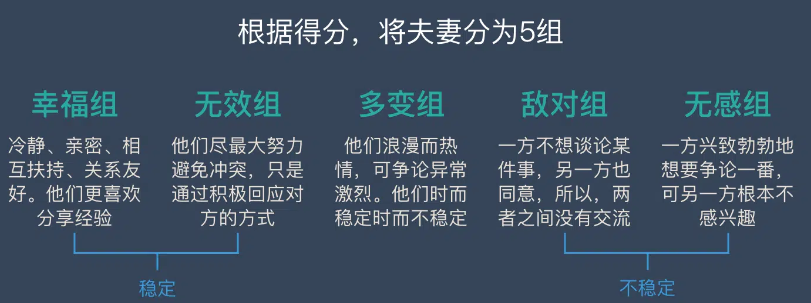 根据得分，将夫妻分为5组
幸福组
冷静、亲密、相
互扶持、关系友
好。他们更喜欢
分享经验
无效组
他们尽最大努力
避免冲突，只是
通过积极回应对
方的方式
多变组
他们浪漫而热
情，可争论异常
激烈。他们时而
稳定时而不稳定
敌对组
一方不想谈论某
件事，另一方也
同意，所以，两
者之间没有交流
无感组
一方兴致勃勃地
想要争论一番，
可另一方根本不
感兴趣
稳定
不稳定